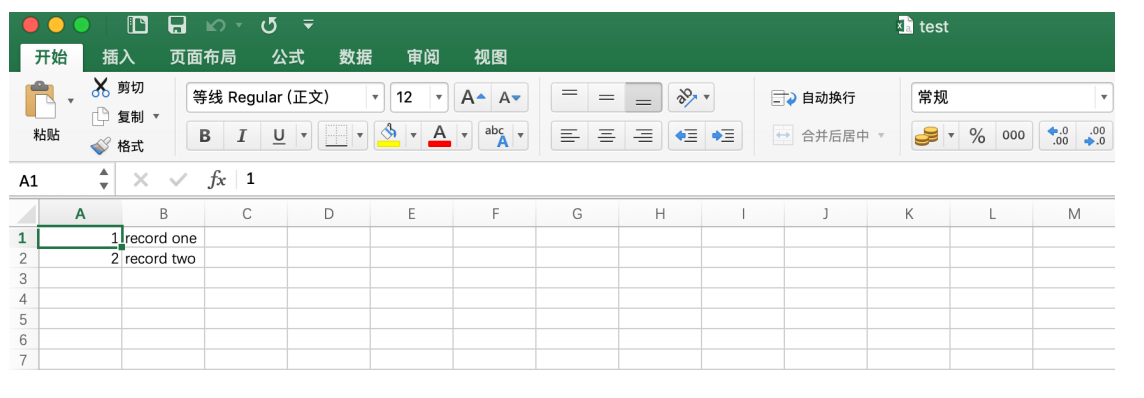 test
开始 插入 页面布局 公式 数据 审阅 视图
剪切
复制
格式
粘贴
等线 Regular (正文) 12 A A
B I U A abc A
自动换行
合并后居中
常规
% 000 .0 .00 .00 .0
A1 fx 1
A B C D E F G H I J K L M
1 1 record one
2 2 record two
3
4
5
6
7